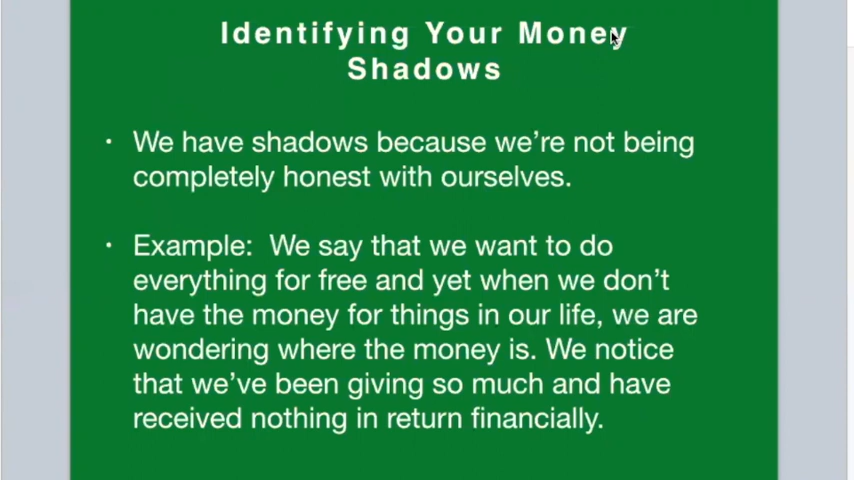 Identifying Your Money
Shadows
• We have shadows because we're not being
completely honest with ourselves.
• Example:  We say that we want to do
everything for free and yet when we don't
have the money for things in our life, we are
wondering where the money is. We notice
that we've been giving so much and have
received nothing in return financially.